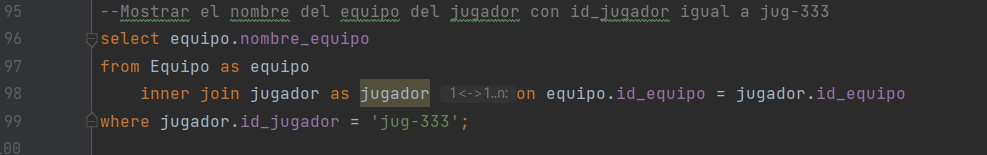 95 --Mostrar el nombre del equipo del jugador con id_jugador igual a jug-333
96 select equipo.nombre_equipo
97 from Equipo as equipo
98 inner join jugador as jugador 1<->1..n: on equipo.id_equipo = jugador.id_equipo
99 where jugador.id_jugador = 'jug-333';
100